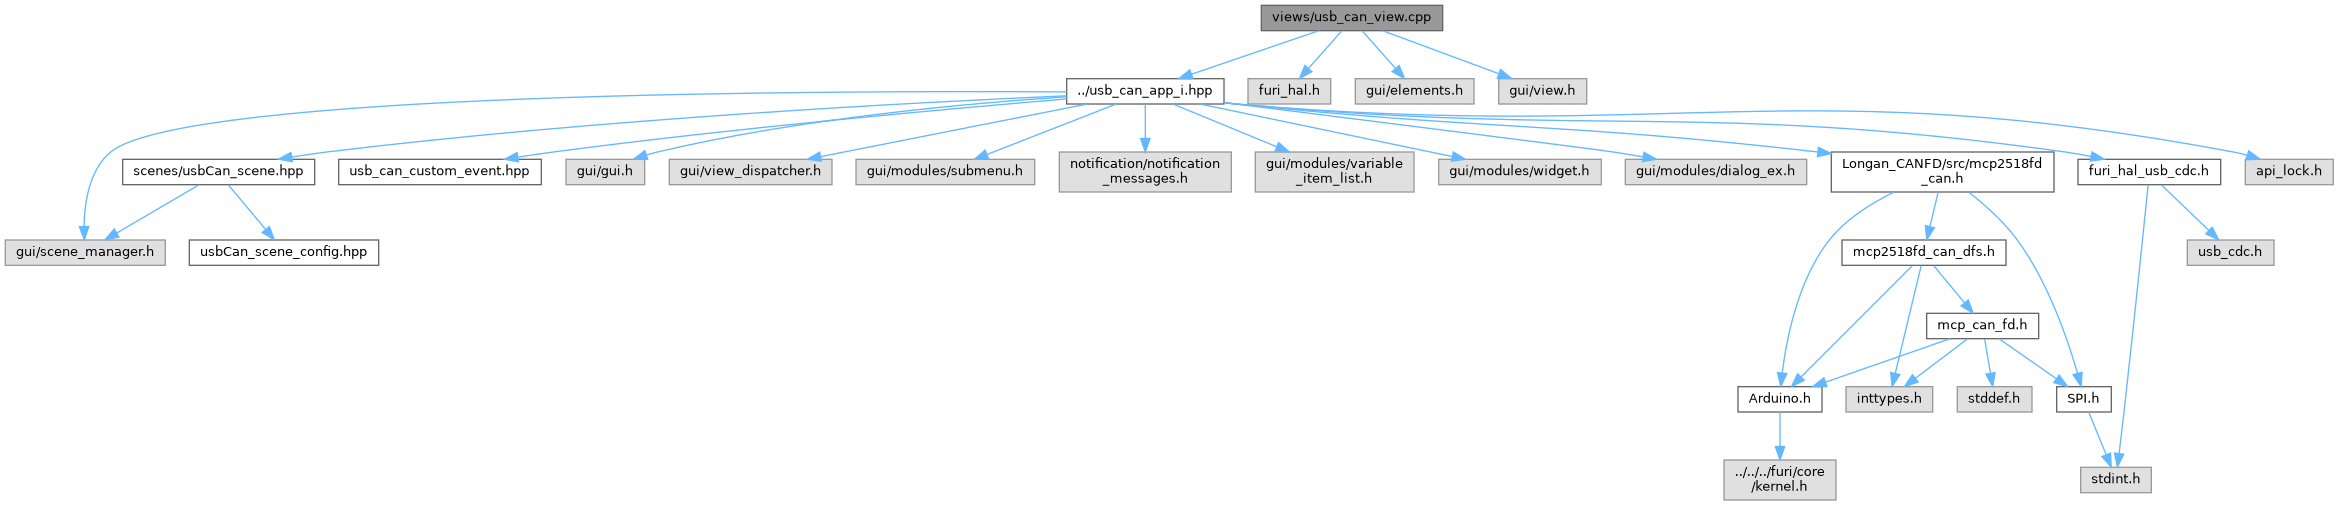 views/usb_can_view.cpp
../usb_can_app_i.hpp
furi_hal.h
gui/elements.h
gui/view.h
scenes/usbCan_scene.hpp
usb_can_custom_event.hpp
gui/gui.h
gui/view_dispatcher.h
gui/modules/submenu.h
notification/notification
_messages.h
gui/modules/variable
_item_list.h
gui/modules/widget.h
gui/modules/dialog_ex.h
Longan_CANFD/src/mcp2518fd
_can.h
furi_hal_usb_cdc.h
api_lock.h
gui/scene_manager.h
usbCan_scene_config.hpp
mcp2518fd_can_dfs.h
usb_cdc.h
mcp_can_fd.h
Arduino.h
inttypes.h
stddef.h
SPI.h
../../../furi/core
/kernel.h
stdint.h